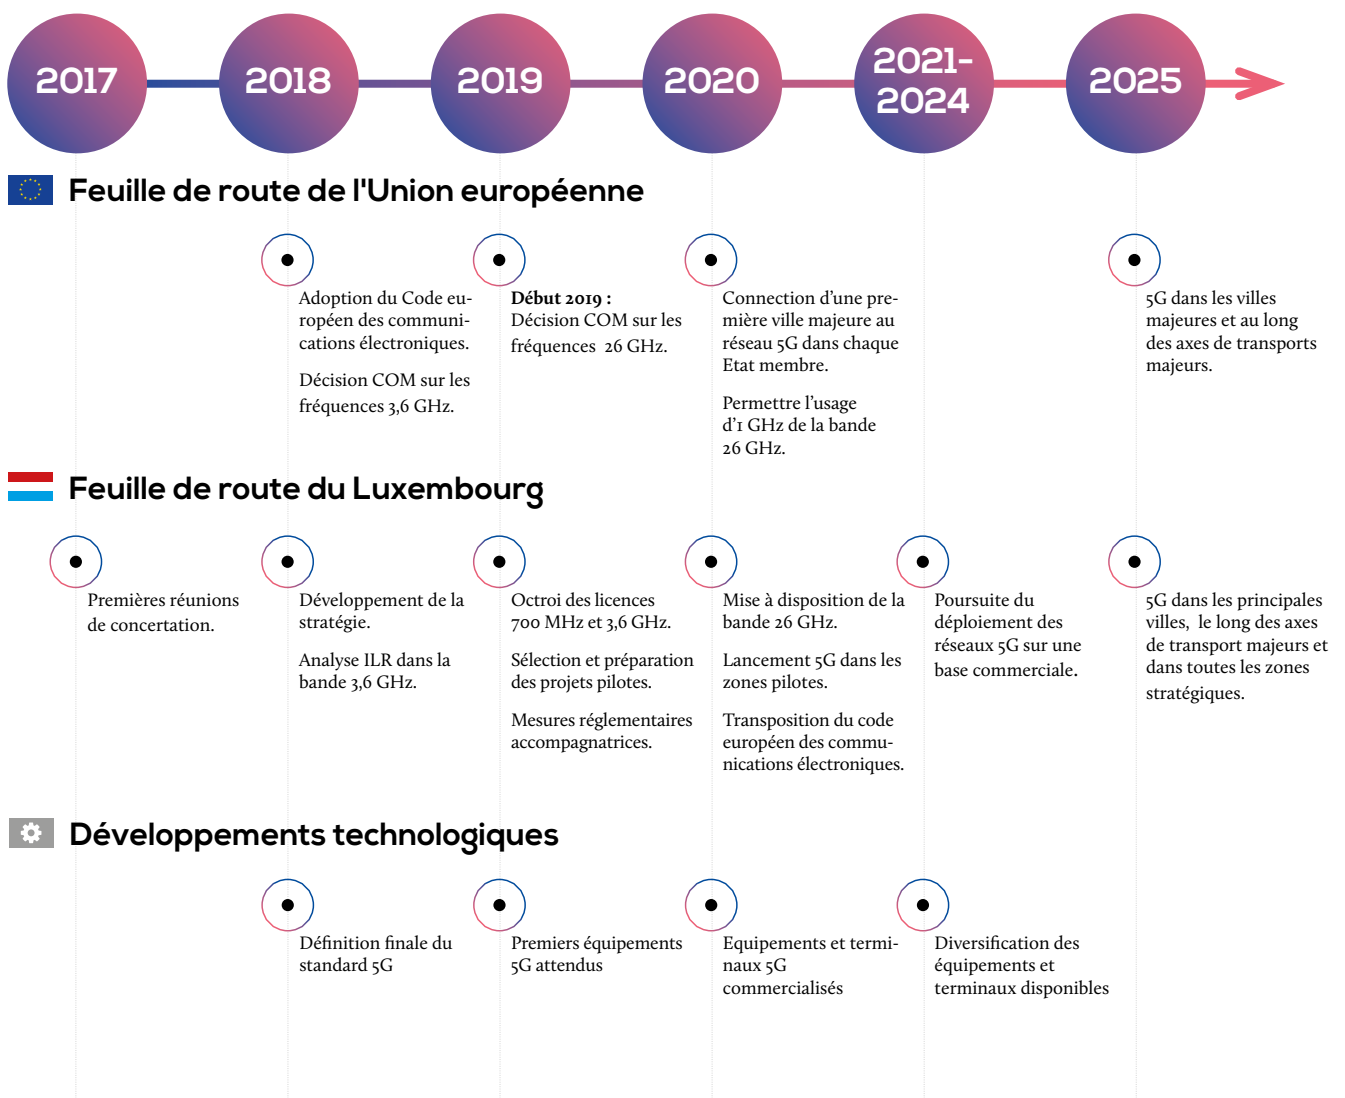 2017
2018
2019
2020
2021-
2024
2025
Feuille de route de l'Union européenne
Adoption du Code eu-
ropéen des communi-
cations électroniques.
Décision COM sur les
fréquences 3,6 GHz.
Début 2019 :
Décision COM sur les
fréquences 26 GHz.
Connection d’une pre-
mière ville majeure au
réseau 5G dans chaque
Etat membre.
Permettre l’usage
d’1 GHz de la bande
26 GHz.
5G dans les villes
majeures et au long
des axes de transports
majeurs.
Feuille de route du Luxembourg
Premières réunions
de concertation.
Développement de la
stratégie.
Analyse ILR dans la
bande 3,6 GHz.
Octroi des licences
700 MHz et 3,6 GHz.
Sélection et préparation
des projets pilotes.
Mesures réglementaires
accompagnatrices.
Mise à disposition de la
bande 26 GHz.
Lancement 5G dans les
zones pilotes.
Transposition du code
européen des commu-
nications électroniques.
Poursuite du
déploiement des
réseaux 5G sur une
base commerciale.
5G dans les principales
villes, le long des axes
de transport majeurs et
dans toutes les zones
stratégiques.
Développements technologiques
Définition finale du
standard 5G
Premiers équipements
5G attendus
Equipements et termi-
naux 5G
commercialisés
Diversification des
équipements et
terminaux disponibles